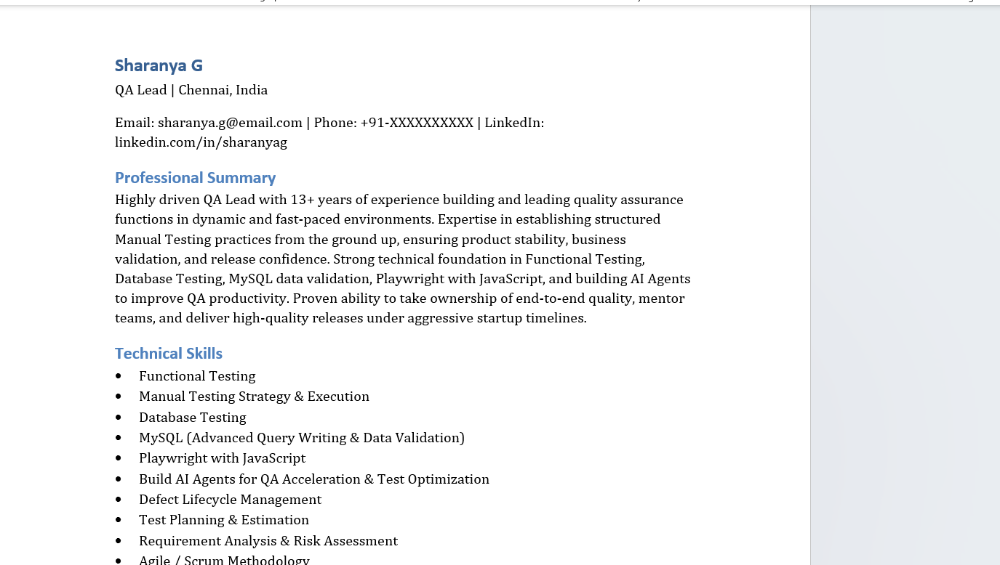 Sharanya G
QA Lead | Chennai, India
Email: sharanya.g@email.com | Phone: +91-XXXXXXXXXX | LinkedIn:
linkedin.com/in/sharanyag
Professional Summary
Highly driven QA Lead with 13+ years of experience building and leading quality assurance
functions in dynamic and fast-paced environments. Expertise in establishing structured
Manual Testing practices from the ground up, ensuring product stability, business
validation, and release confidence. Strong technical foundation in Functional Testing,
Database Testing, MySQL data validation, Playwright with JavaScript, and building AI Agents
to improve QA productivity. Proven ability to take ownership of end-to-end quality, mentor
teams, and deliver high-quality releases under aggressive startup timelines.
Technical Skills
• Functional Testing
• Manual Testing Strategy & Execution
• Database Testing
• MySQL (Advanced Query Writing & Data Validation)
• Playwright with JavaScript
• Build AI Agents for QA Acceleration & Test Optimization
• Defect Lifecycle Management
• Test Planning & Estimation
• Requirement Analysis & Risk Assessment
• Agile / Scrum Methodology